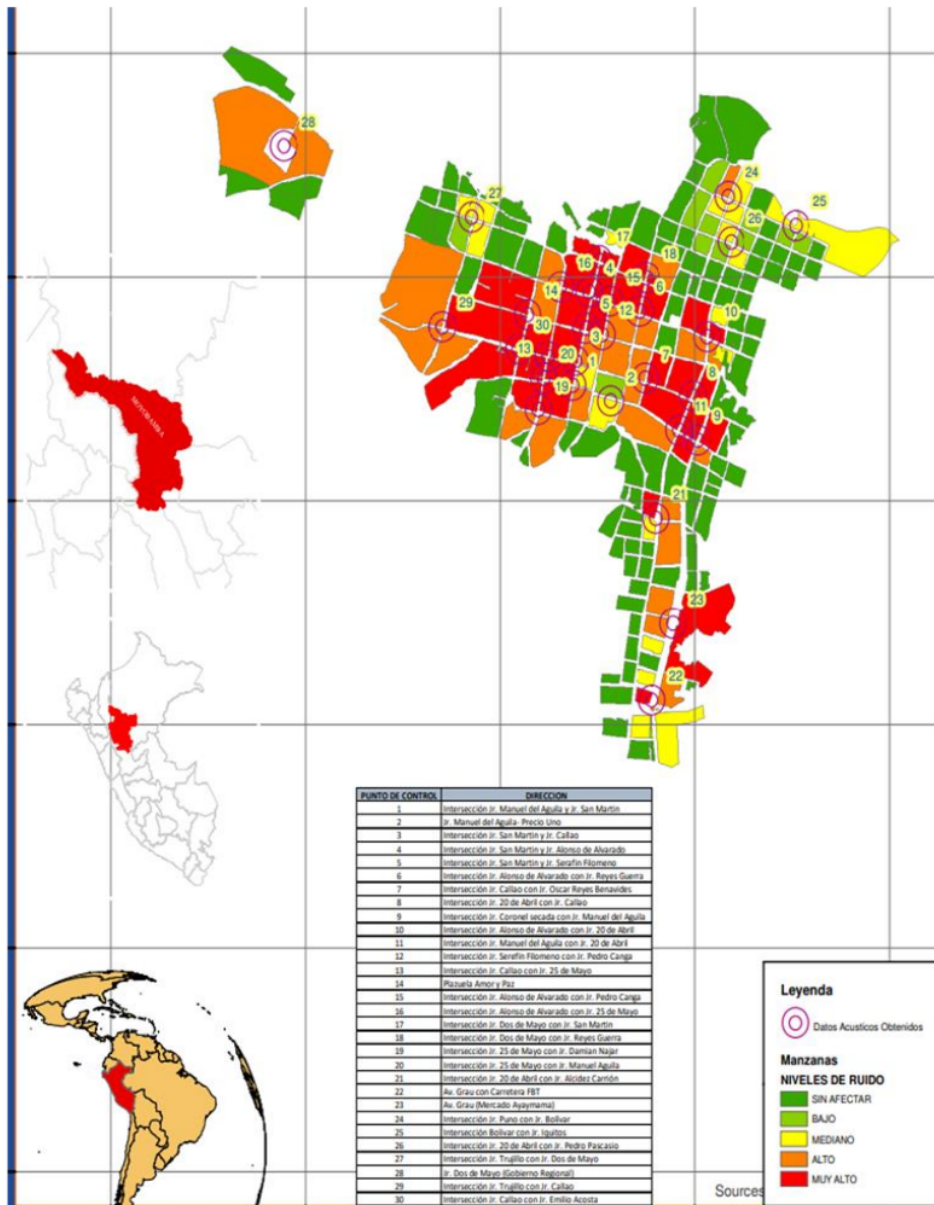 28
24
25
27
26
17
16
4
18
15
6
14
5
12
29
30
10
3
13
7
20
1
8
2
19
11
9
21
23
22
MOYOBAMBA
PUNTO DE CONTROL DIRECCION
1 Intersección Jr. Manuel del Aguila y Jr. San Martin
2 Jr. Manuel del Aguila- Precio Uno
3 Intersección Jr. San Martin y Jr. Callao
4 Intersección Jr. San Martin y Jr. Alonso de Alvarado
5 Intersección Jr. San Martin y Jr. Serafin Filomeno
6 Intersección Jr. Alonso de Alvarado con Jr. Reyes Guerra
7 Intersección Jr. Callao con Jr. Oscar Reyes Benavides
8 Intersección Jr. 20 de Abril con Jr. Callao
9 Intersección Jr. Coronel secada con Jr. Manuel del Aguila
10 Intersección Jr. Alonso de Alvarado con Jr. 20 de Abril
11 Intersección Jr. Manuel del Aguila con Jr. 20 de Abril
12 Intersección Jr. Serefin Filomeno con Jr. Pedro Canga
13 Intersección Jr. Callao con Jr. 25 de Mayo
14 Plazuela Amor y Paz
15 Intersección Jr. Alonso de Alvarado con Jr. Pedro Canga
16 Intersección Jr. Alonso de Alvarado con Jr. 25 de Mayo
17 Intersección Jr. Dos de Mayo con Jr. San Martin
18 Intersección Jr. Dos de Mayo con Jr. Reyes Guerra
19 Intersección Jr. 25 de Mayo con Jr. Damian Najar
20 Intersección Jr. 25 de Mayo con Jr. Manuel Aguila
21 Intersección Jr. 20 de Abril con Jr. Alcidez Carrión
22 Av. Grau con Carretera FBT
23 Av. Grau (Mercado Ayaymama)
24 Intersección Jr. Puno con Jr. Bolivar
25 Intersección Bolivar con Jr. Iquitos
26 Intersección Jr. 20 de Abril con Jr. Pedro Pascasio
27 Intersección Jr. Trujillo con Jr. Dos de Mayo
28 Jr. Dos de Mayo (Gobierno Regional)
29 Intersección Jr. Trujillo con Jr. Callao
30 Intersección Jr. Callao con Jr. Emilio Acosta
Leyenda
Datos Acusticos Obtenidos
Manzanas
NIVELES DE RUIDO
SIN AFECTAR
BAJO
MEDIANO
ALTO
MUY ALTO
Sources